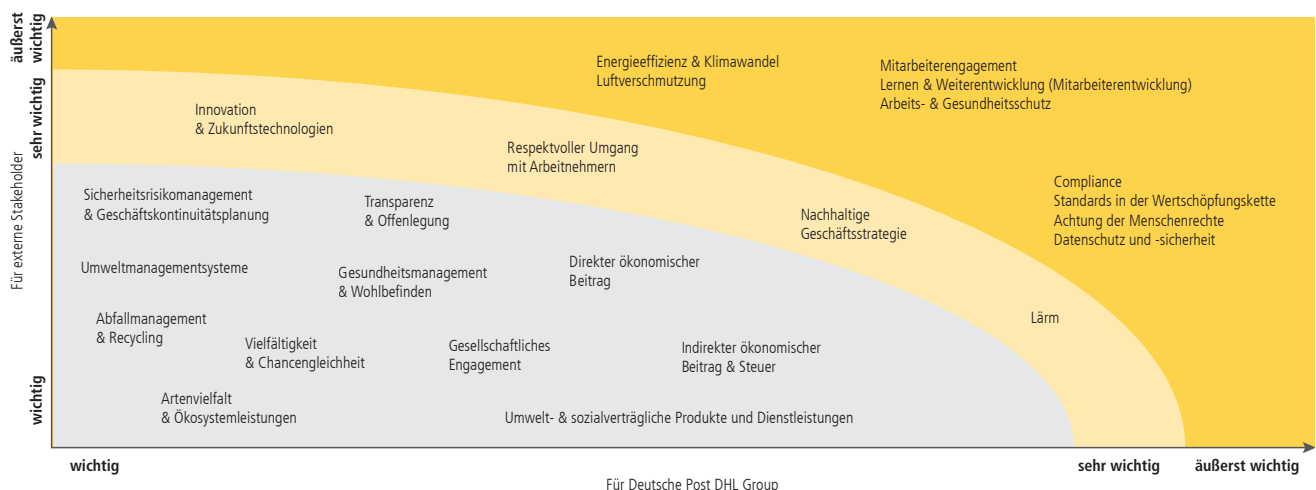 äußerst
wichtig
sehr wichtig
wichtig
Für externe Stakeholder
Energieeffizienz & Klimawandel
Luftverschmutzung
Mitarbeiterengagement
Lernen & Weiterentwicklung (Mitarbeiterentwicklung)
Arbeits- & Gesundheitsschutz
Innovation
& Zukunftstechnologien
Respektvoller Umgang
mit Arbeitnehmern
Compliance
Standards in der Wertschöpfungskette
Achtung der Menschenrechte
Datenschutz und -sicherheit
Sicherheitsrisikomanagement
& Geschäftskontinuitätsplanung
Transparenz
& Offenlegung
Nachhaltige
Geschäftsstrategie
Umweltmanagementsysteme
Gesundheitsmanagement
& Wohlbefinden
Direkter ökonomischer
Beitrag
Abfallmanagement
& Recycling
Vielfältigkeit
& Chancengleichheit
Gesellschaftliches
Engagement
Indirekter ökonomischer
Beitrag & Steuer
Lärm
Artenvielfalt
& Ökosystemleistungen
Umwelt- & sozialverträgliche Produkte und Dienstleistungen
wichtig
sehr wichtig
äußerst wichtig
Für Deutsche Post DHL Group